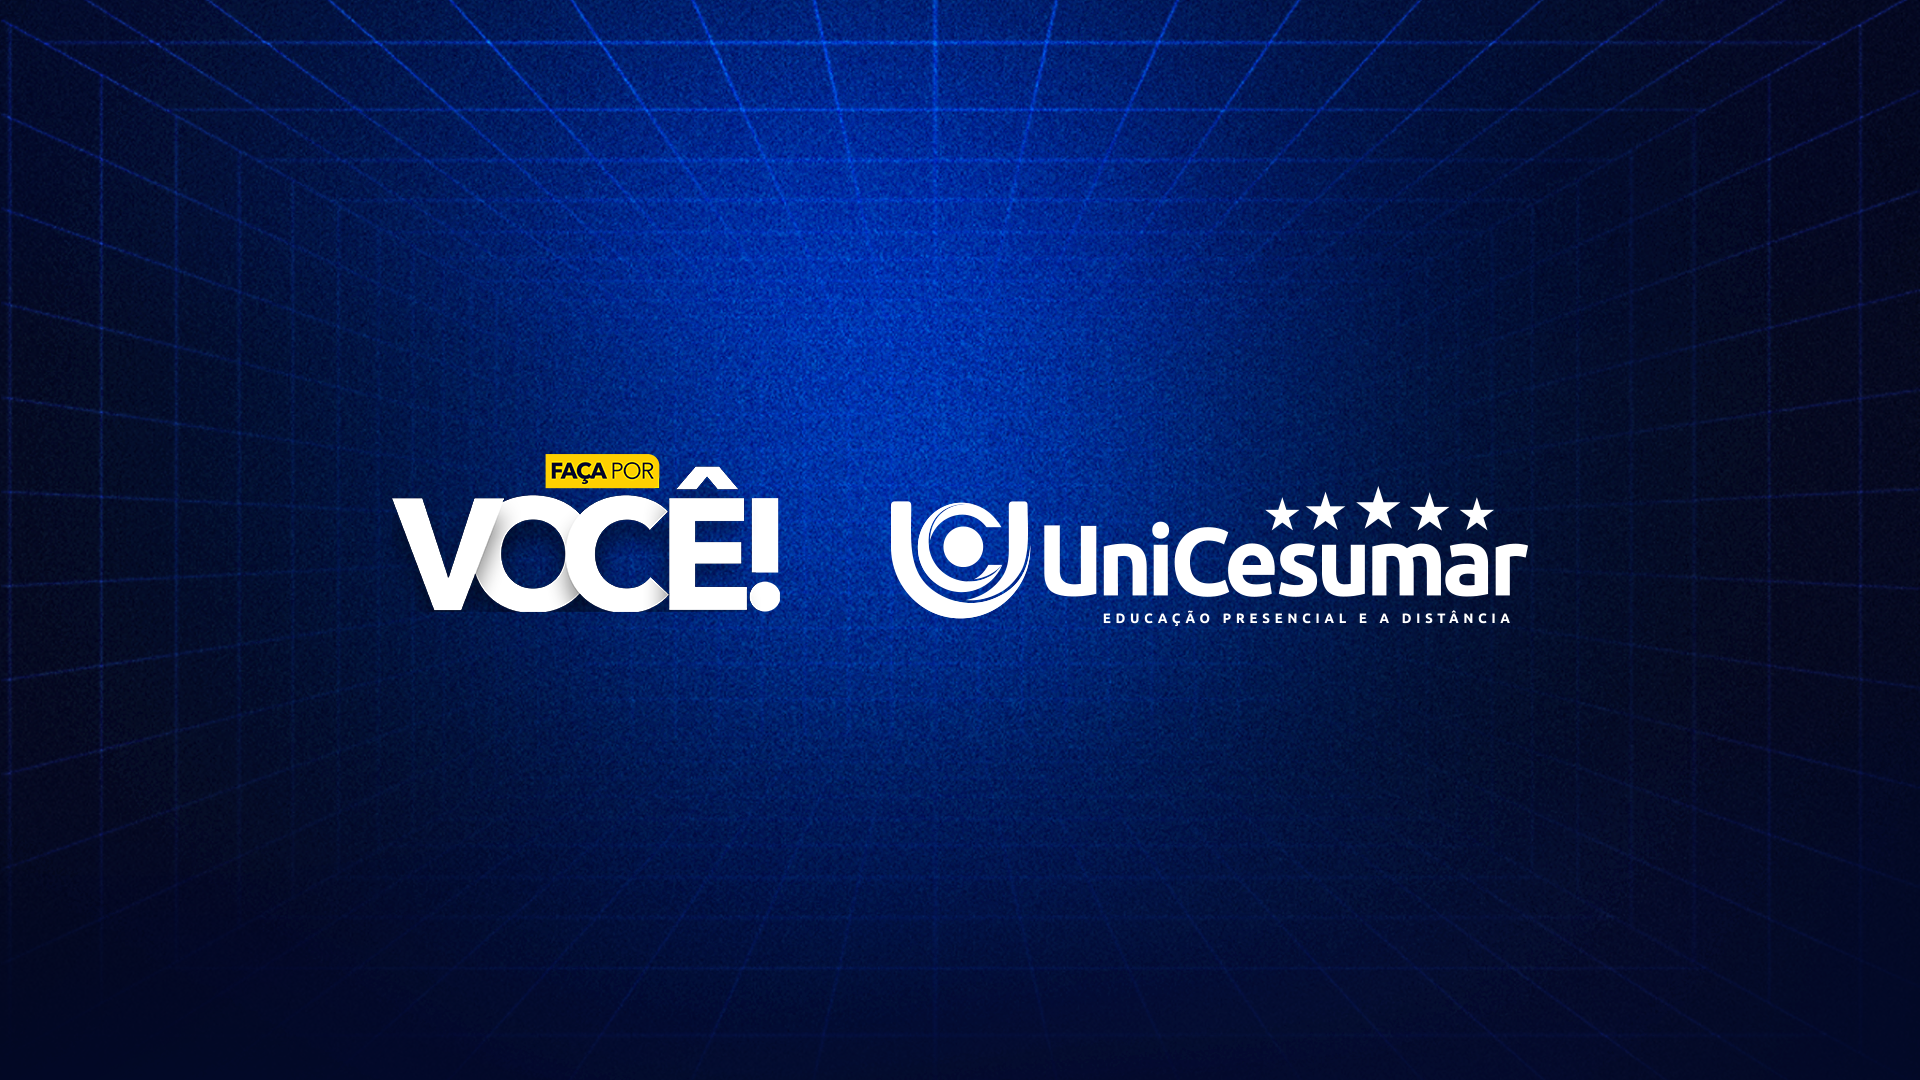 FAÇA POR
VOCÊ!
UniCesumar
EDUCAÇÃO PRESENCIAL E A DISTÂNCIA